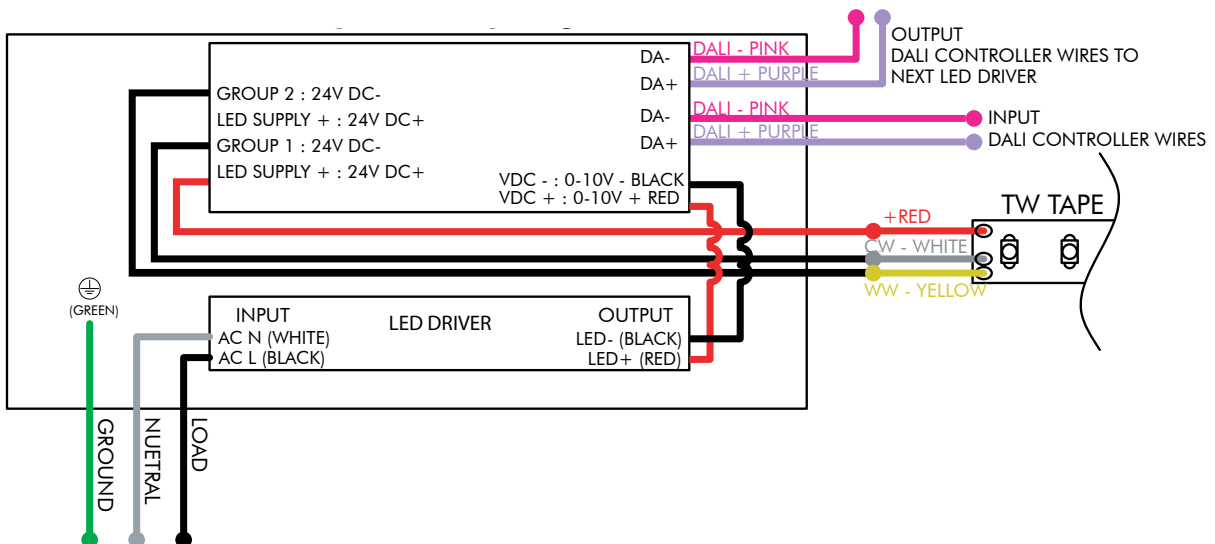 OUTPUT
DALI CONTROLLER WIRES TO
NEXT LED DRIVER
DA-
DALI - PINK
DA+
DALI + PURPLE
GROUP 2 : 24V DC-
LED SUPPLY + : 24V DC+
GROUP 1 : 24V DC-
LED SUPPLY + : 24V DC+
DA-
DALI - PINK
INPUT
DA+
DALI + PURPLE
DALI CONTROLLER WIRES
VDC - : 0-10V - BLACK
VDC + : 0-10V + RED
TW TAPE
+RED
CW - WHITE
WW - YELLOW
(GREEN)
INPUT
AC N (WHITE)
AC L (BLACK)
LED DRIVER
OUTPUT
LED- (BLACK)
LED+ (RED)
GROUND
NUETRAL
LOAD